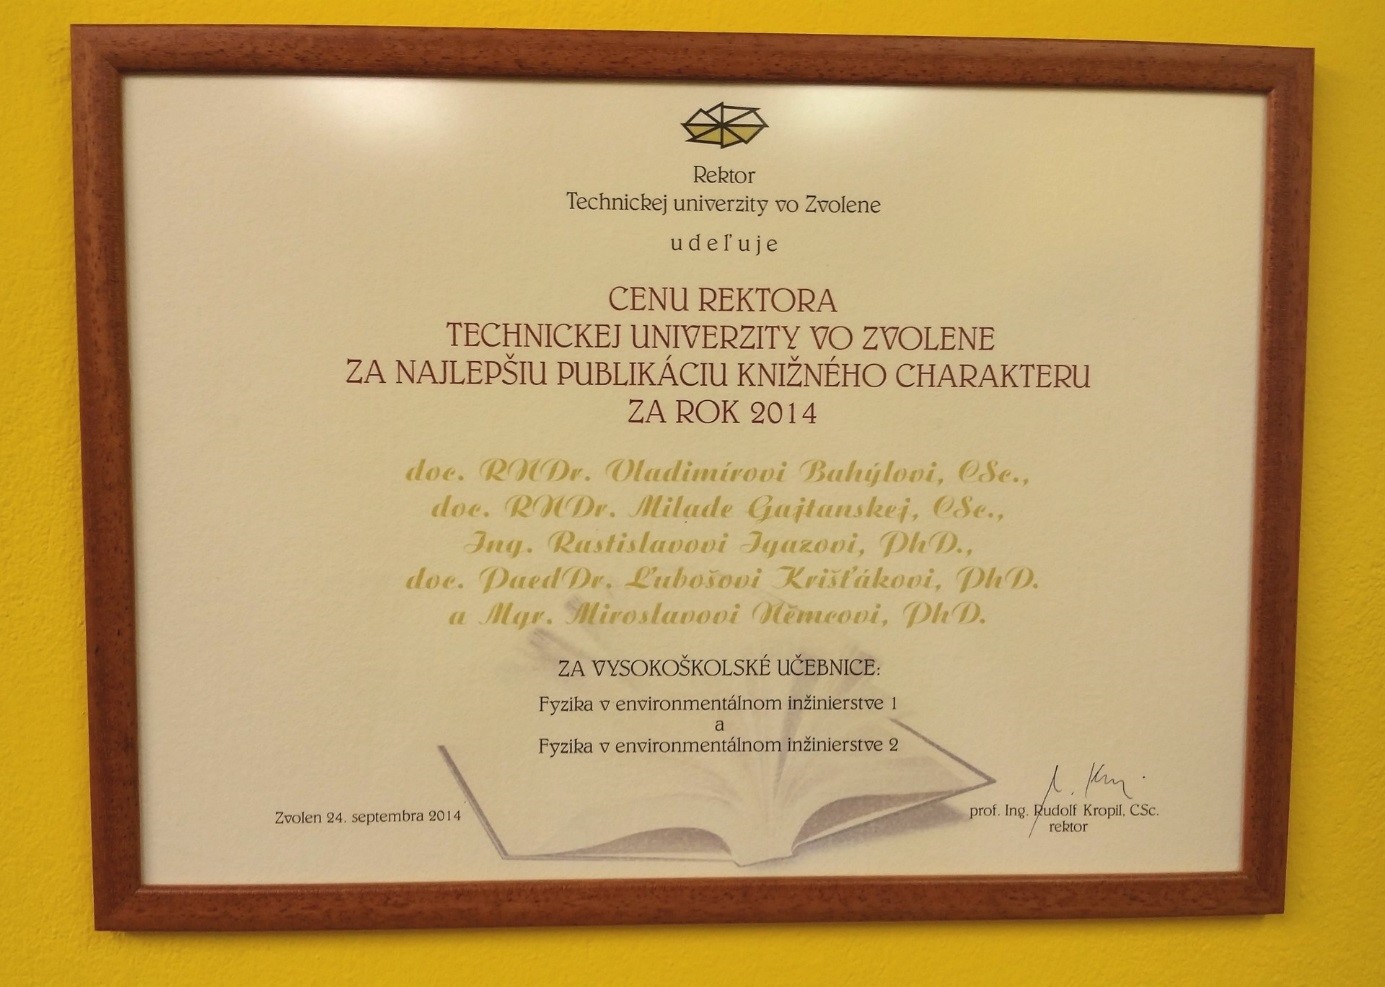 Rektor
Technickej univerzity vo Zvolene
udeľuje
CENU REKTORA
TECHNICKEJ UNIVERZITY VO ZVOLENE
ZA NAJLEPŠIU PUBLIKÁCIU KNIŽNÉHO CHARAKTERU
ZA ROK 2014
doc. RNDr. Vladimírovi Bahýlovi, CSc.,
doc. RNDr. Milade Gajtanskej, CSc.,
Ing. Rastislavovi Igazovi, PhD.,
doc. PaedDr. Ľubošovi Krišťákovi, PhD.
a Mgr. Miroslavovi Němcovi, PhD.
ZA VYSOKOŠKOLSKÉ UČEBNICE:
Fyzika v environmentálnom inžinierstve 1
a
Fyzika v environmentálnom inžinierstve 2
Zvolen 24. septembra 2014
prof. Ing. Rudolf Kropil, CSc.
rektor